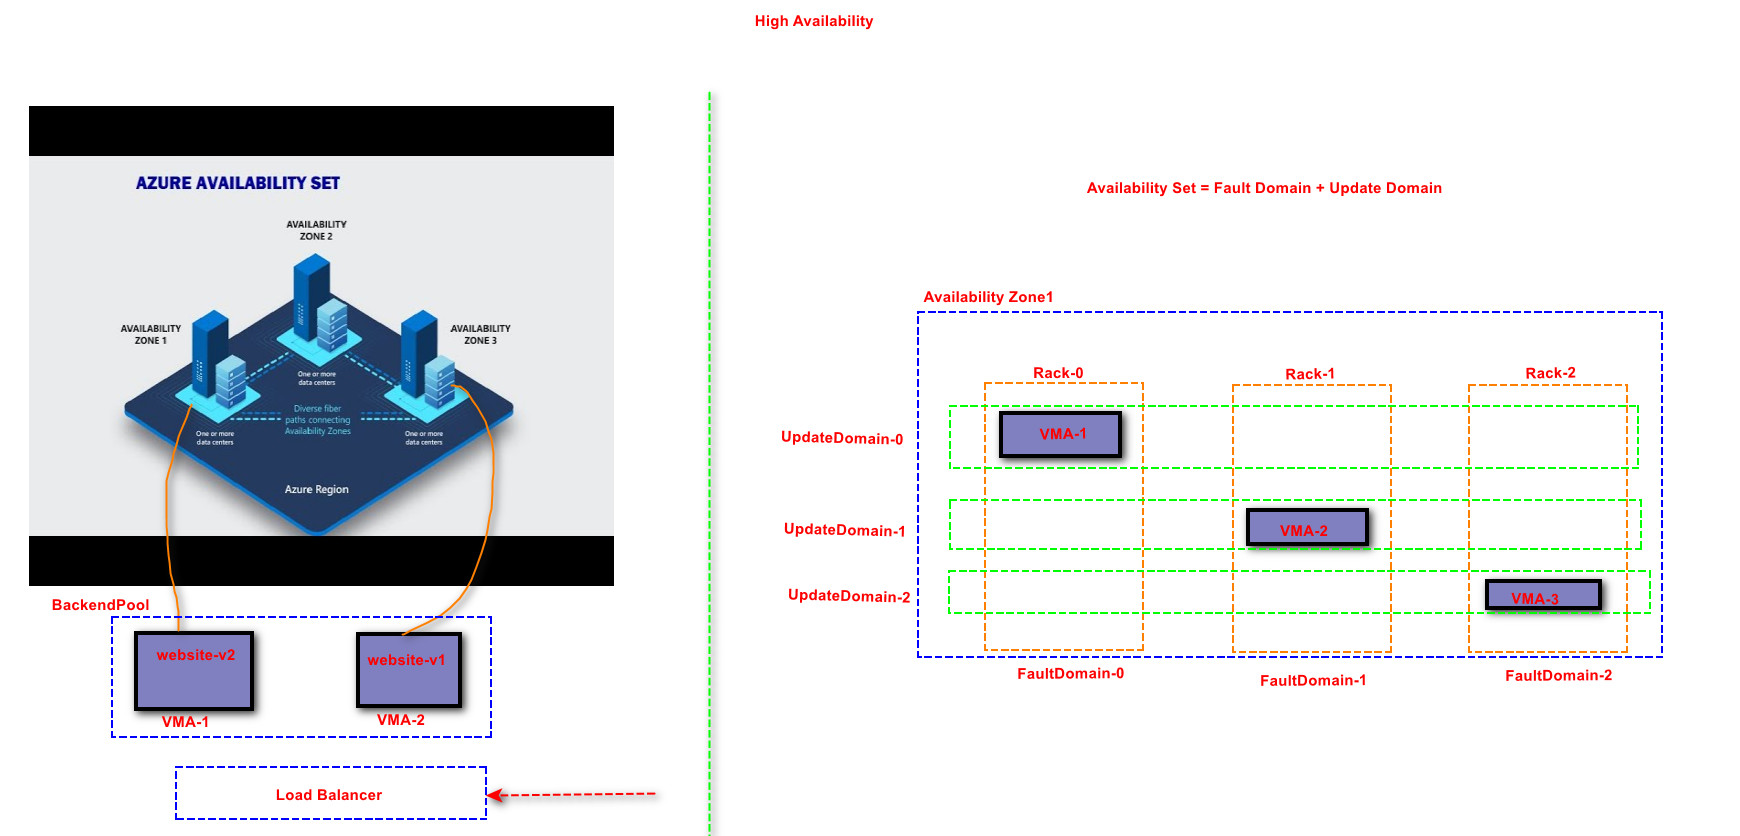 High Availability
AZURE AVAILABILITY SET
AVAILABILITY
ZONE 2
AVAILABILITY
ZONE 1
AVAILABILITY
ZONE 3
One or more
data centers
Diverse fiber
paths connecting
Availability Zones
One or more
data centers
One or more
data centers
Azure Region
BackendPool
website-v2
website-v1
VMA-1
VMA-2
Load Balancer
Availability Set = Fault Domain + Update Domain
Availability Zone1
Rack-0
Rack-1
Rack-2
UpdateDomain-0
VMA-1
UpdateDomain-1
VMA-2
UpdateDomain-2
VMA-3
FaultDomain-0
FaultDomain-1
FaultDomain-2